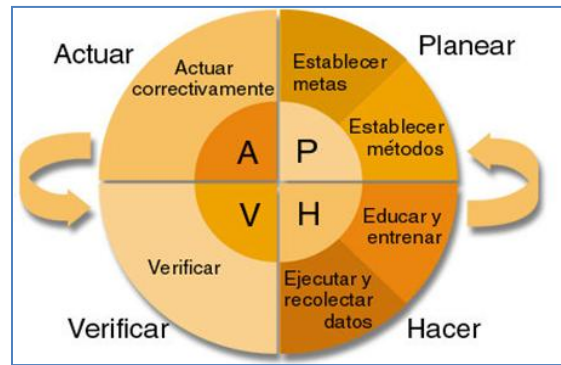 Actuar
Planear
Actuar
correctivamente
Establecer
metas
Establecer
métodos
A
P
V
H
Educar y
entrenar
Verificar
Ejecutar y
recolectar
datos
Verificar
Hacer